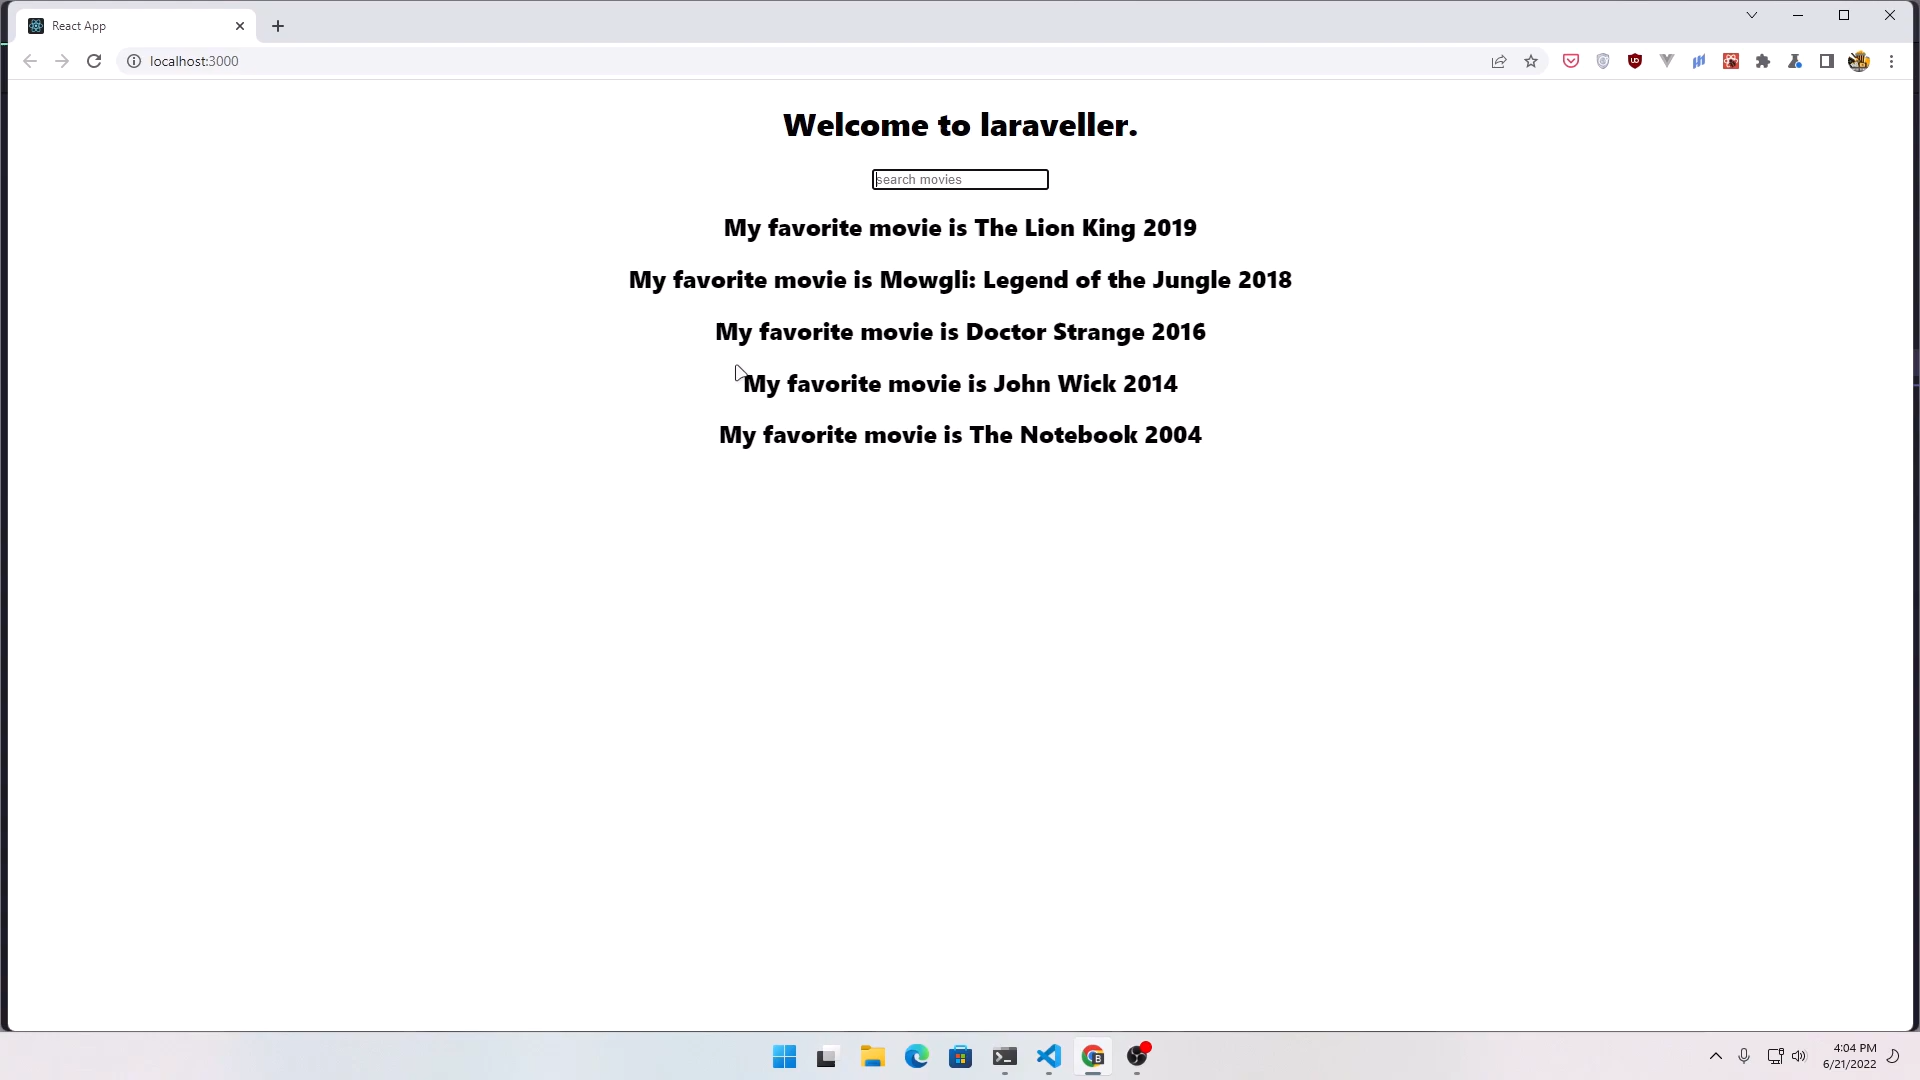 React App
localhost:3000
Welcome to laraveller.
search movies
My favorite movie is The Lion King 2019
My favorite movie is Mowgli: Legend of the Jungle 2018
My favorite movie is Doctor Strange 2016
My favorite movie is John Wick 2014
My favorite movie is The Notebook 2004
4:04 PM
6/21/2022